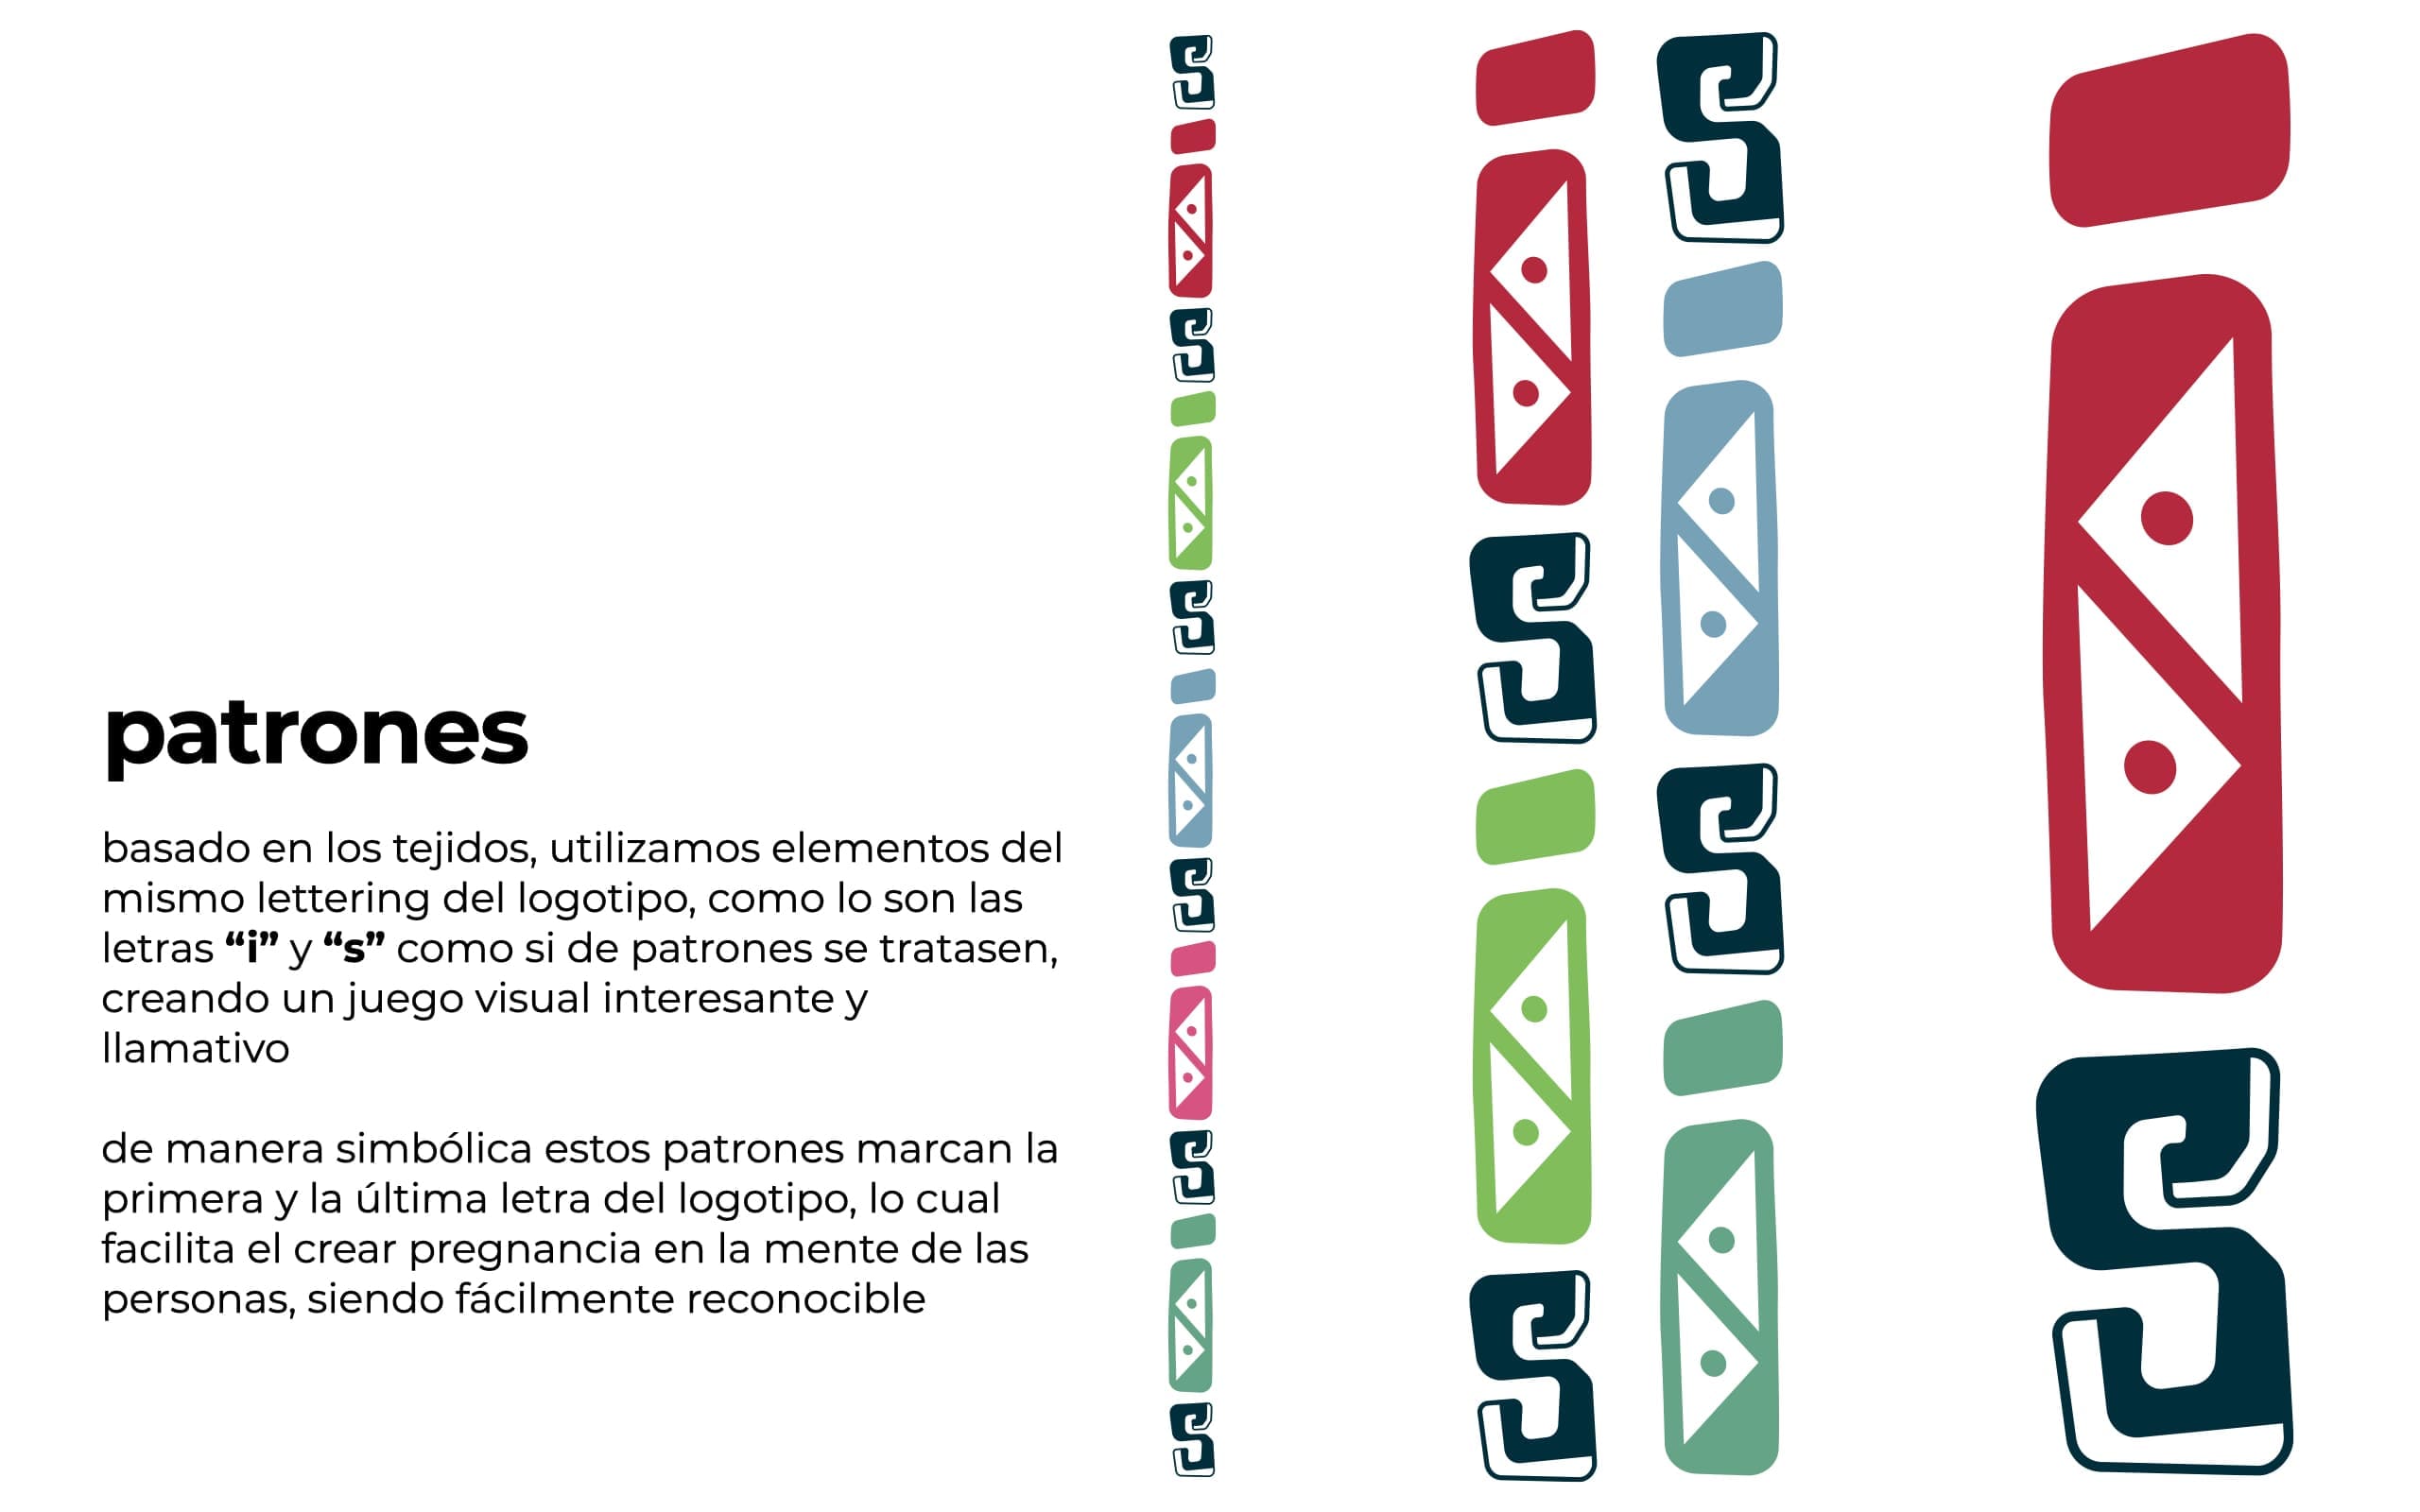 patrones
basado en los tejidos, utilizamos elementos del
mismo lettering del logotipo, como lo son las
letras “i” y “s” como si de patrones se tratasen,
creando un juego visual interesante y
llamativo
de manera simbólica estos patrones marcan la
primera y la última letra del logotipo, lo cual
facilita el crear pregnancia en la mente de las
personas, siendo fácilmente reconocible
s
i
s
i
s
i
s
i
s
i
s
i
s
i
s
s
i
s
i
i
s